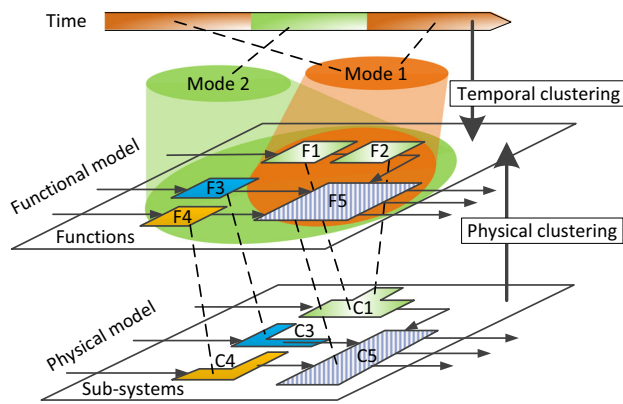 Time
Mode 2
Mode 1
Temporal clustering
Functional model
F1
F2
F3
F5
F4
Functions
Physical clustering
Physical model
C1
C3
C4
C5
Sub-systems